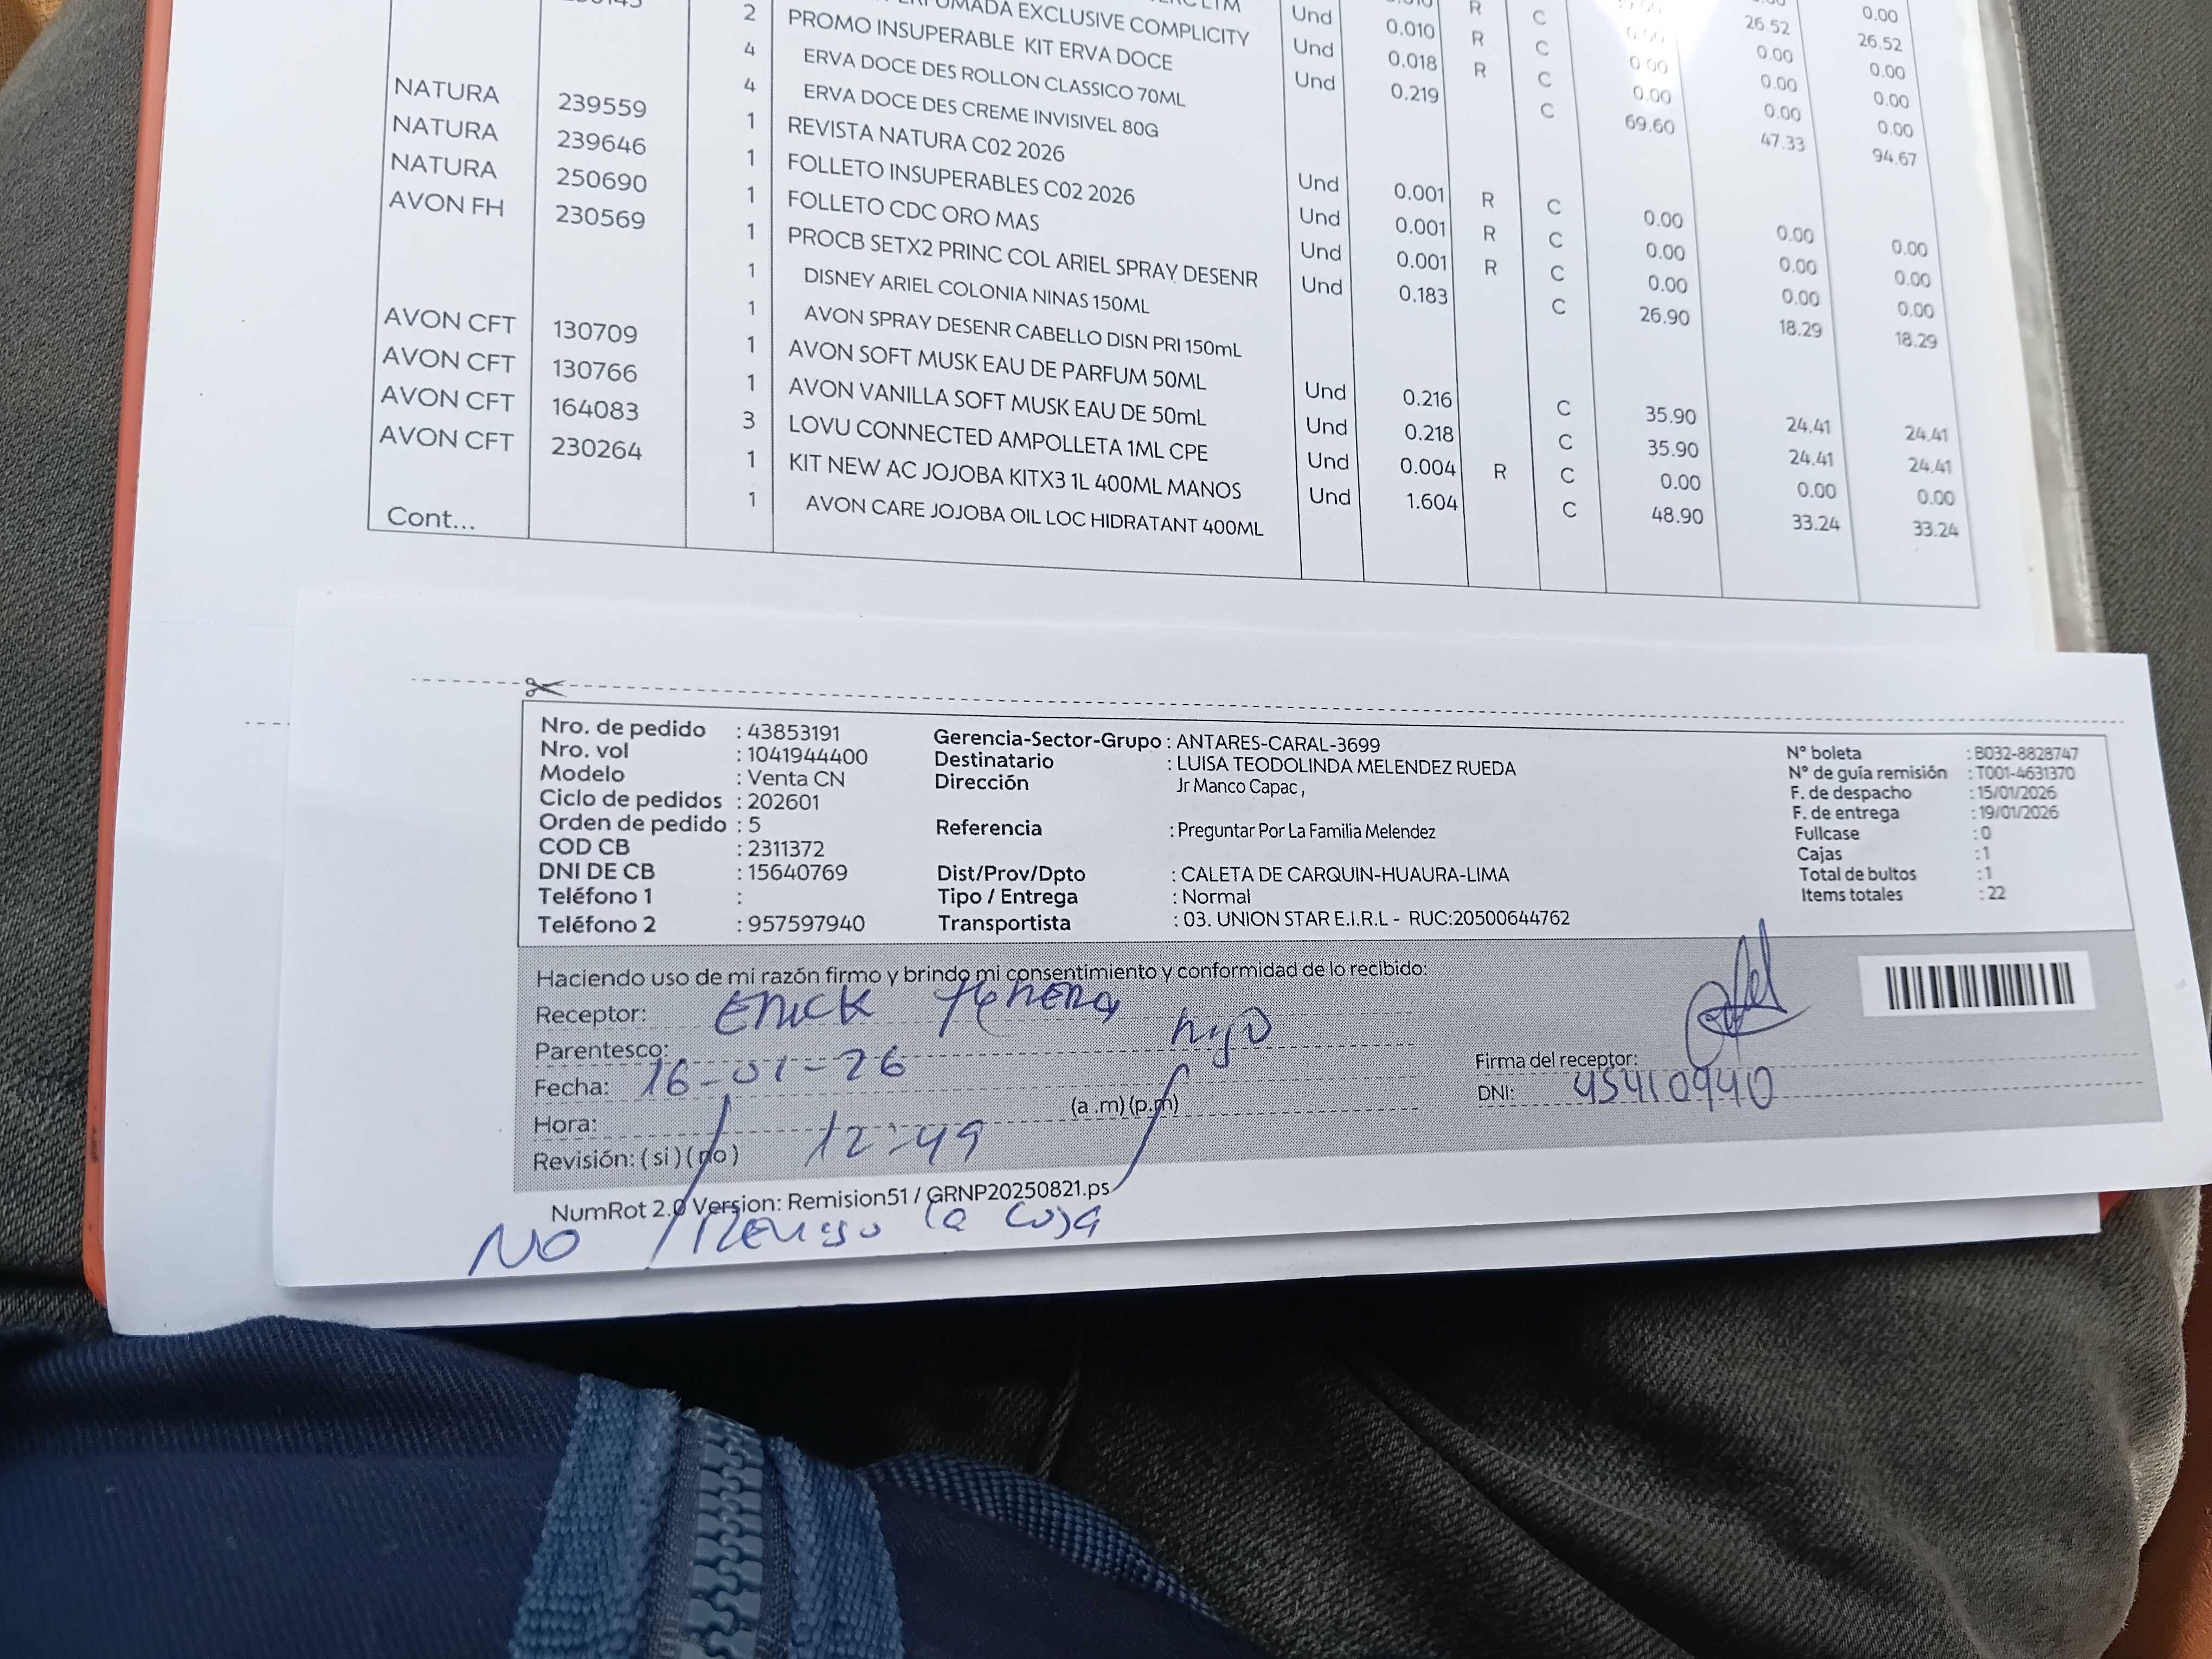 2 PERFUMADA EXCLUSIVE COMPLICITY Und 0.010 R C 0.00 26.52 26.52
4 PROMO INSUPERABLE KIT ERVA DOCE Und 0.018 R C 0.00 0.00 0.00
4 ERVA DOCE DES ROLLON CLASSICO 70ML Und 0.219 C 69.60 47.33 94.67
ERVA DOCE DES CREME INVISIVEL 80G
NATURA 239559 1 REVISTA NATURA C02 2026 Und 0.001 R C 0.00 0.00 0.00
NATURA 239646 1 FOLLETO INSUPERABLES C02 2026 Und 0.001 R C 0.00 0.00 0.00
NATURA 250690 1 FOLLETO CDC ORO MAS Und 0.001 R C 0.00 0.00 0.00
AVON FH 230569 1 PROCB SETX2 PRINC COL ARIEL SPRAY DESENR Und 0.183 C 26.90 18.29 18.29
1 DISNEY ARIEL COLONIA NINAS 150ML
1 AVON SPRAY DESENR CABELLO DISN PRI 150mL
AVON CFT 130709 1 AVON SOFT MUSK EAU DE PARFUM 50ML Und 0.216 C 35.90 24.41 24.41
AVON CFT 130766 1 AVON VANILLA SOFT MUSK EAU DE 50mL Und 0.218 C 35.90 24.41 24.41
AVON CFT 164083 3 LOVU CONNECTED AMPOLLETA 1ML CPE Und 0.004 R C 0.00 0.00 0.00
AVON CFT 230264 1 KIT NEW AC JOJOBA KITX3 1L 400ML MANOS Und 1.604 C 48.90 33.24 33.24
1 AVON CARE JOJOBA OIL LOC HIDRATANT 400ML
Cont...
Nro. de pedido : 43853191
Nro. vol : 1041944400
Modelo : Venta CN
Ciclo de pedidos : 202601
Orden de pedido : 5
COD CB : 2311372
DNI DE CB : 15640769
Teléfono 1 :
Teléfono 2 : 957597940
Gerencia-Sector-Grupo : ANTARES-CARAL-3699
Destinatario : LUISA TEODOLINDA MELENDEZ RUEDA
Dirección Jr Manco Capac ,
Referencia : Preguntar Por La Familia Melendez
Dist/Prov/Dpto : CALETA DE CARQUIN-HUAURA-LIMA
Tipo / Entrega : Normal
Transportista : 03. UNION STAR E.I.R.L - RUC:20500644762
N° boleta : B032-8828747
N° de guía remisión : T001-4631370
F. de despacho : 15/01/2026
F. de entrega : 19/01/2026
Fullcase : 0
Cajas : 1
Total de bultos : 1
Items totales : 22
Haciendo uso de mi razón firmo y brindo mi consentimiento y conformidad de lo recibido:
Receptor: Erick
Parentesco: hijo
Fecha: 16-01-26
Hora: 12:49 (a .m) (p.m)
Revisión: ( si ) ( no )
Firma del receptor:
DNI: 45410940
NumRot 2.0 Version: Remision51 / GRNP20250821.ps
NO Reviso la